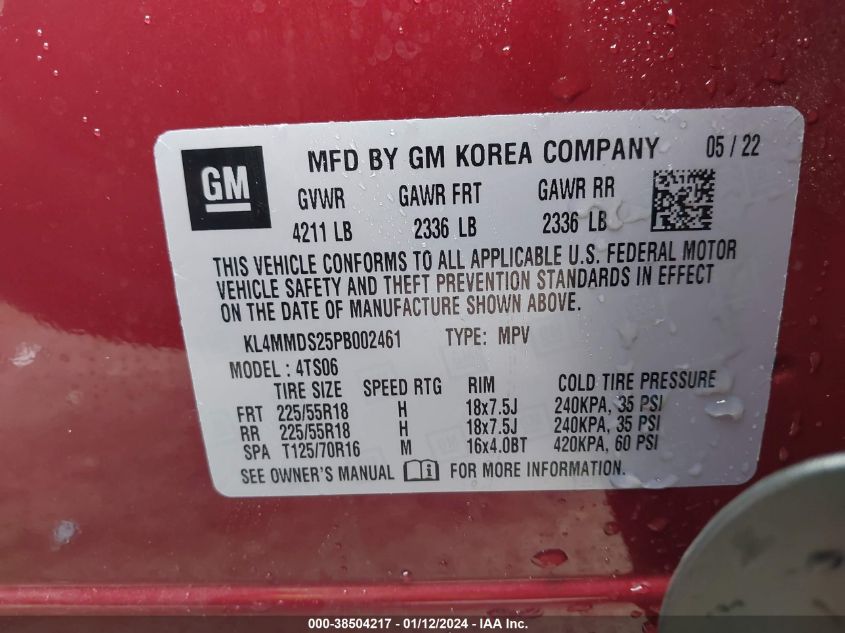 GM
MFD BY GM KOREA COMPANY 05 / 22
GVWR GAWR FRT GAWR RR
4211 LB 2336 LB 2336 LB
THIS VEHICLE CONFORMS TO ALL APPLICABLE U.S. FEDERAL MOTOR
VEHICLE SAFETY AND THEFT PREVENTION STANDARDS IN EFFECT
ON THE DATE OF MANUFACTURE SHOWN ABOVE.
KL4MMDS25PB002461 TYPE: MPV
MODEL : 4TS06
TIRE SIZE SPEED RTG RIM COLD TIRE PRESSURE
FRT 225/55R18 H 18x7.5J 240KPA, 35 PSI
RR 225/55R18 H 18x7.5J 240KPA, 35 PSI
SPA T125/70R16 M 16x4.0BT 420KPA, 60 PSI
SEE OWNER'S MANUAL FOR MORE INFORMATION.
000-38504217 - 01/12/2024 - IAA Inc.